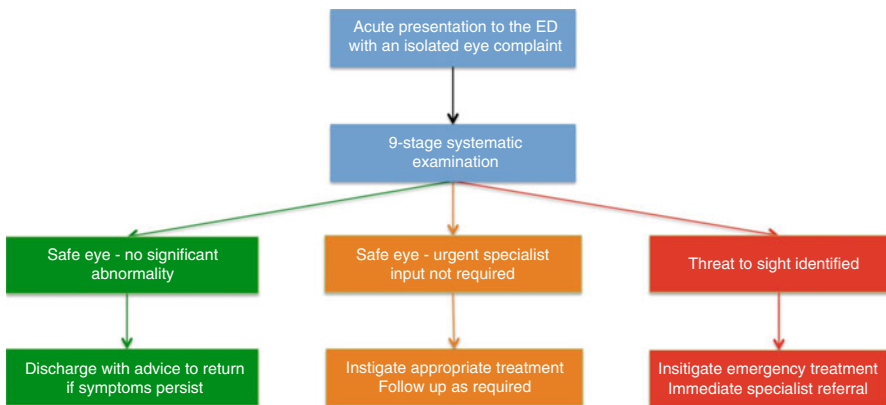 Acute presentation to the ED
with an isolated eye complaint
9-stage systematic
examination
Safe eye - no significant
abnormality
Safe eye - urgent specialist
input not required
Threat to sight identified
Discharge with advice to return
if symptoms persist
Instigate appropriate treatment
Follow up as required
Insitigate emergency treatment
Immediate specialist referral